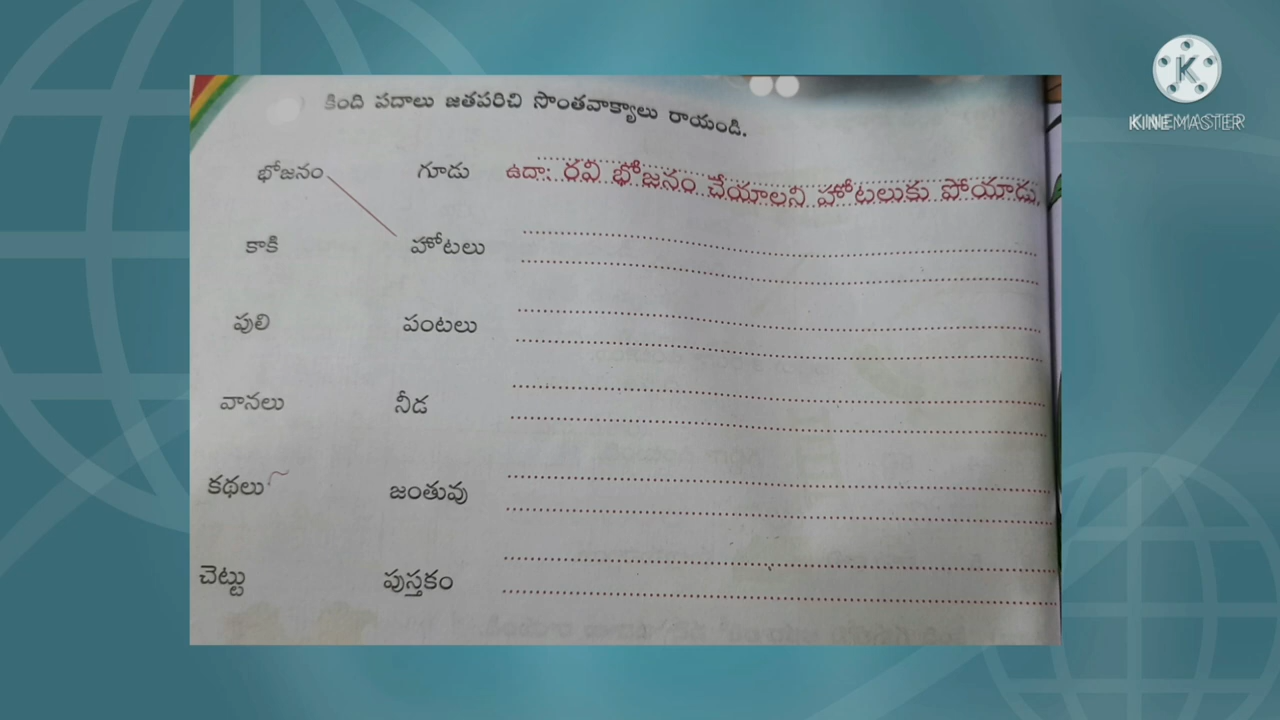 KINEMASTER
కింది పదాలు జతపరిచి సొంతవాక్యాలు రాయండి.
భోజనం గూడు ఉదా: రవి భోజనం చేయాలని హోటలుకు పోయాడు.
కాకి హోటలు
పులి పంటలు
వానలు నీడ
కథలు జంతువు
చెట్టు పుస్తకం